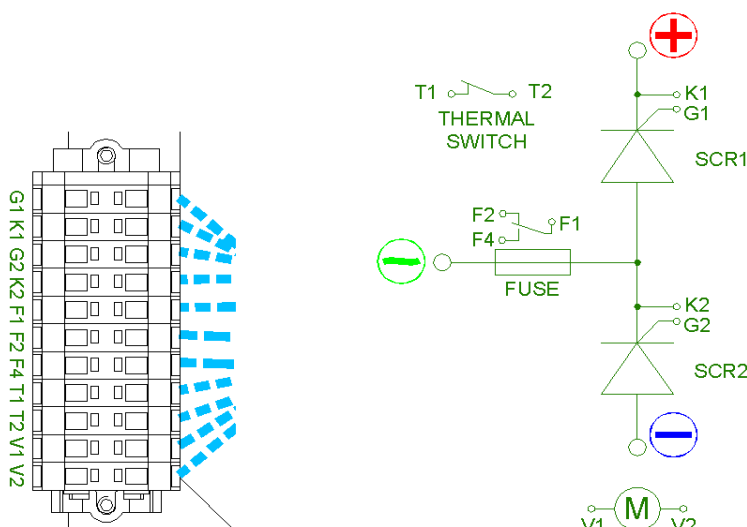 G1 K1 G2 K2 F1 F2 F4 T1 T2 V1 V2
T1
T2
THERMAL
SWITCH
K1
G1
SCR1
F2
F1
F4
FUSE
K2
G2
SCR2
M
V1
V2